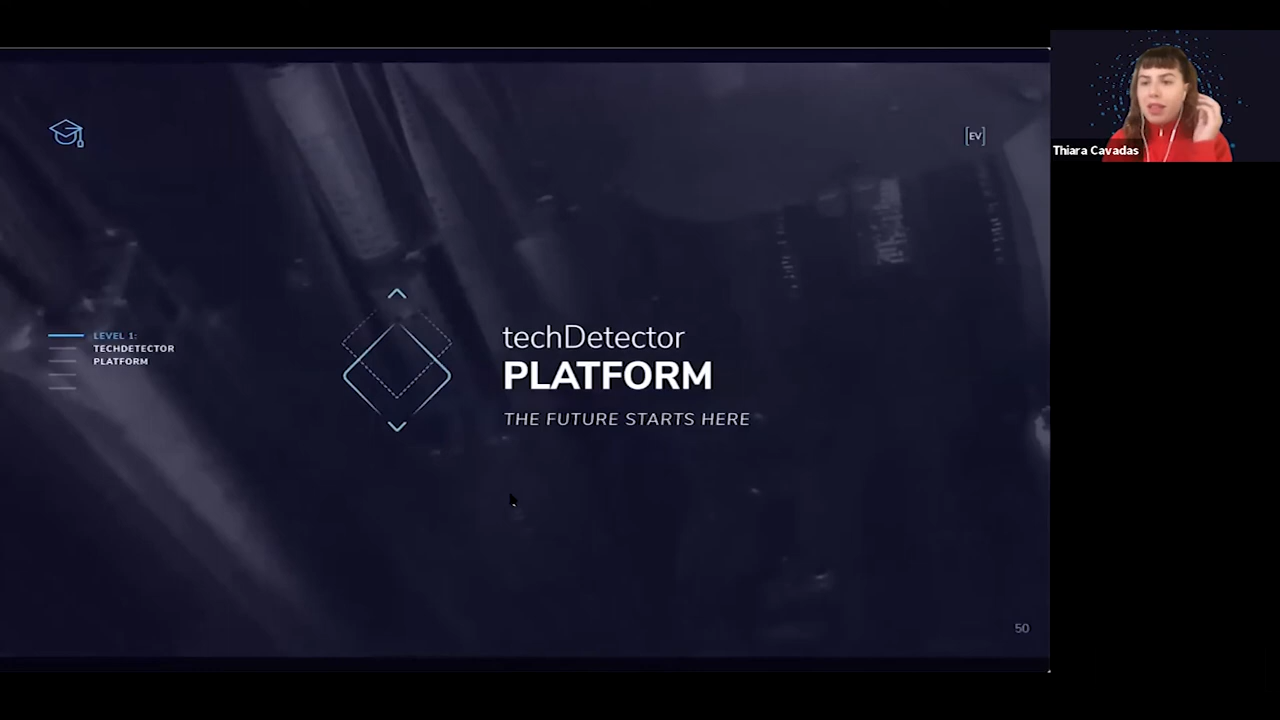 [EV]
Thiara Cavadas
LEVEL 1:
TECHDETECTOR
PLATFORM
techDetector
PLATFORM
THE FUTURE STARTS HERE
50